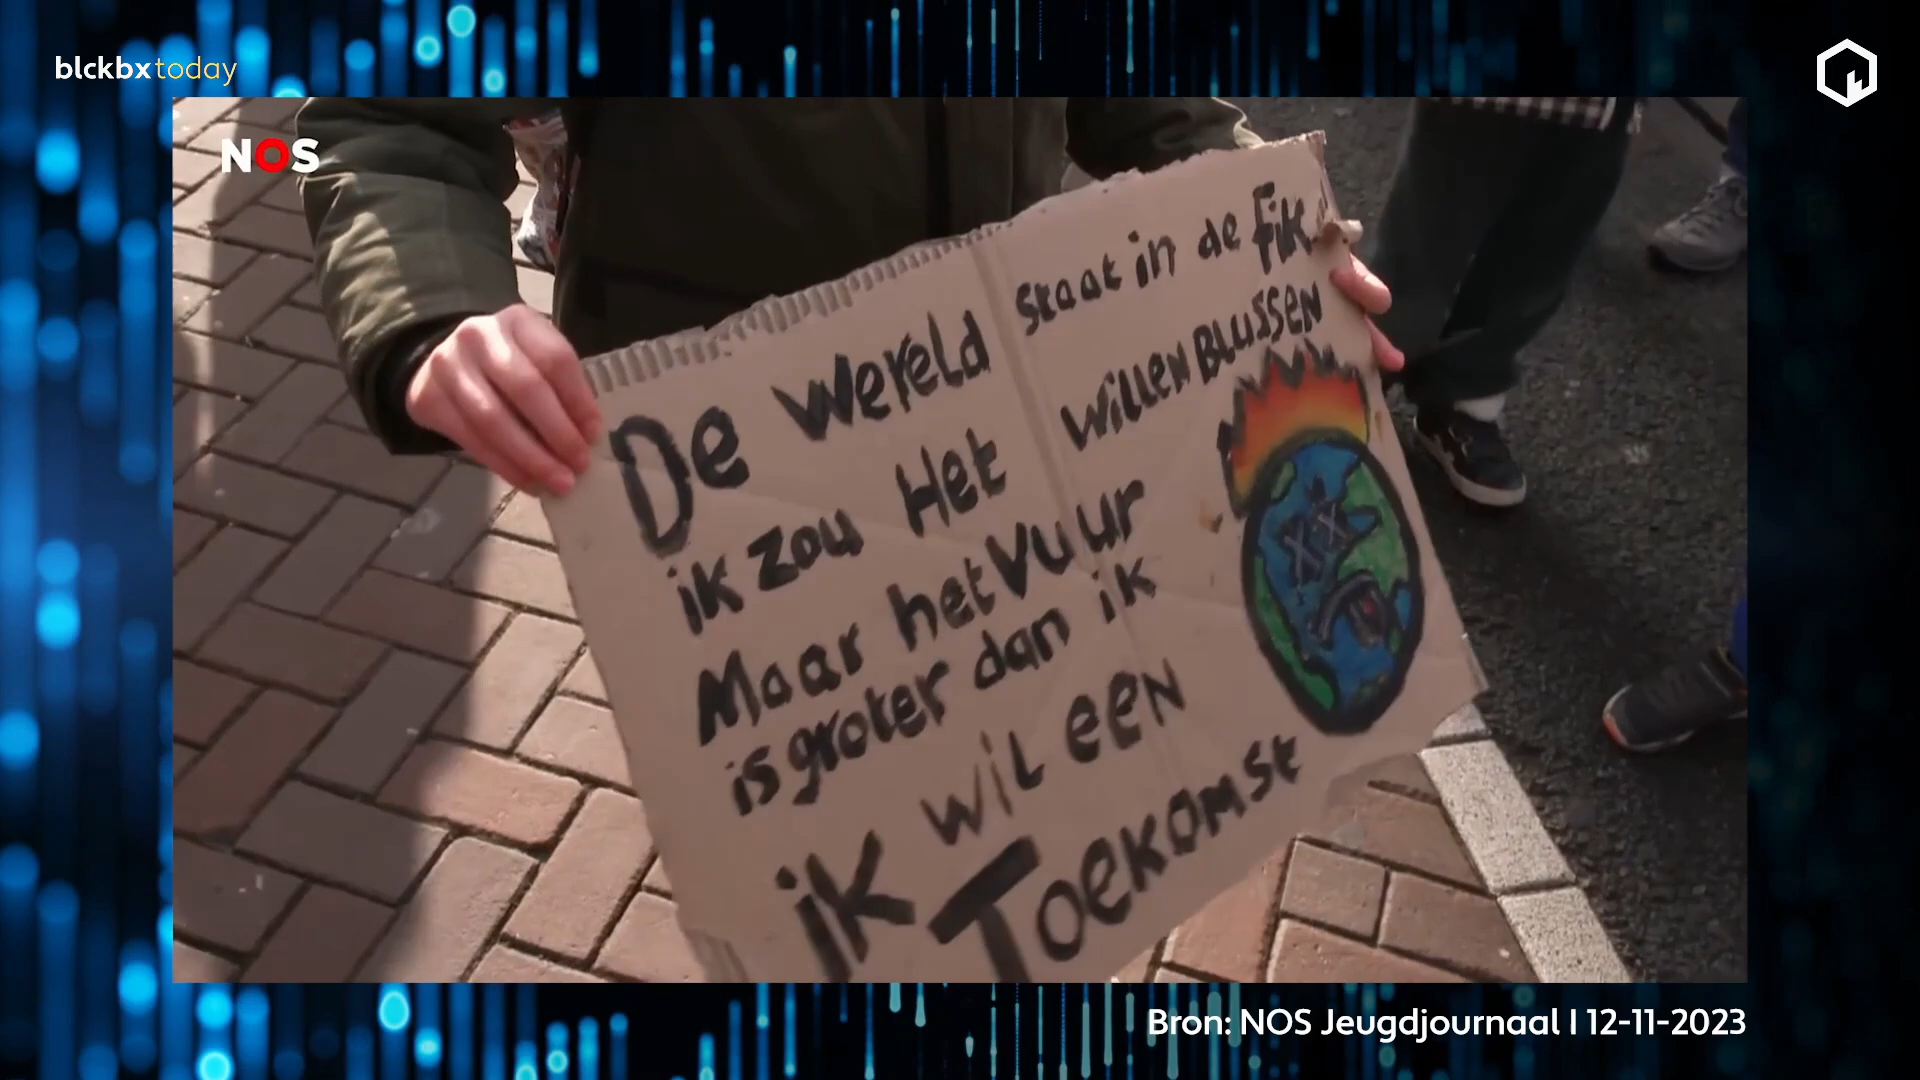 blckbxtoday
NOS
De wereld staat in de fik
ik zou Het willen Blussen
Maar het vuur
is groter dan ik
ik wil een
Toekomst
Bron: NOS Jeugdjournaal | 12-11-2023